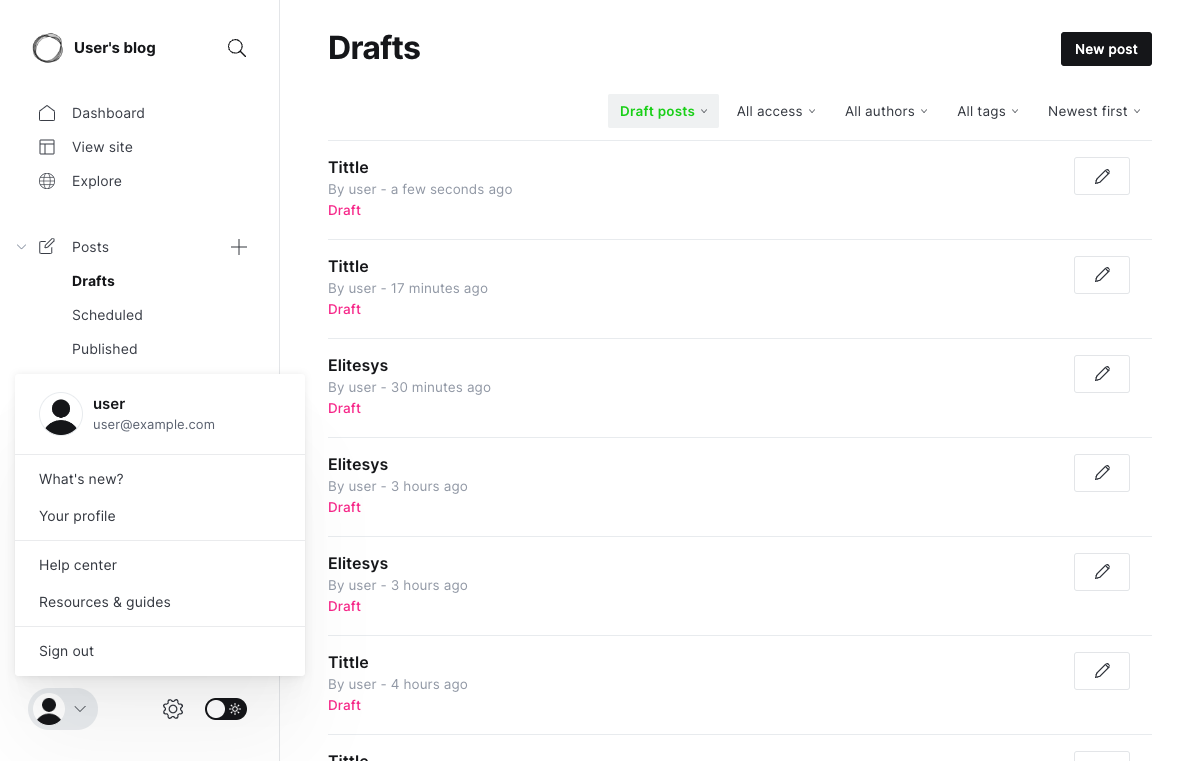 User's blog
Dashboard
View site
Explore
Posts
Drafts
Scheduled
Published
user
user@example.com
What's new?
Your profile
Help center
Resources & guides
Sign out
Drafts
New post
Draft posts
All access
All authors
All tags
Newest first
Tittle
By user - a few seconds ago
Draft
Tittle
By user - 17 minutes ago
Draft
Elitesys
By user - 30 minutes ago
Draft
Elitesys
By user - 3 hours ago
Draft
Elitesys
By user - 3 hours ago
Draft
Tittle
By user - 4 hours ago
Draft
Tittle